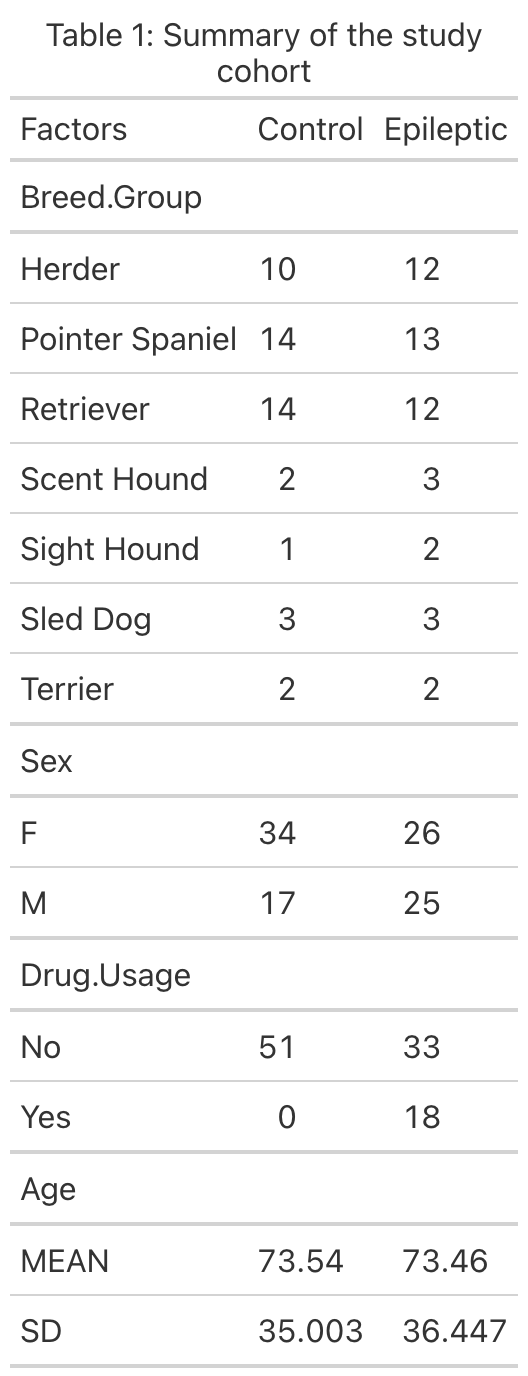 Table 1: Summary of the study
cohort
Factors Control Epileptic
Breed.Group
Herder 10 12
Pointer Spaniel 14 13
Retriever 14 12
Scent Hound 2 3
Sight Hound 1 2
Sled Dog 3 3
Terrier 2 2
Sex
F 34 26
M 17 25
Drug.Usage
No 51 33
Yes 0 18
Age
MEAN 73.54 73.46
SD 35.003 36.447